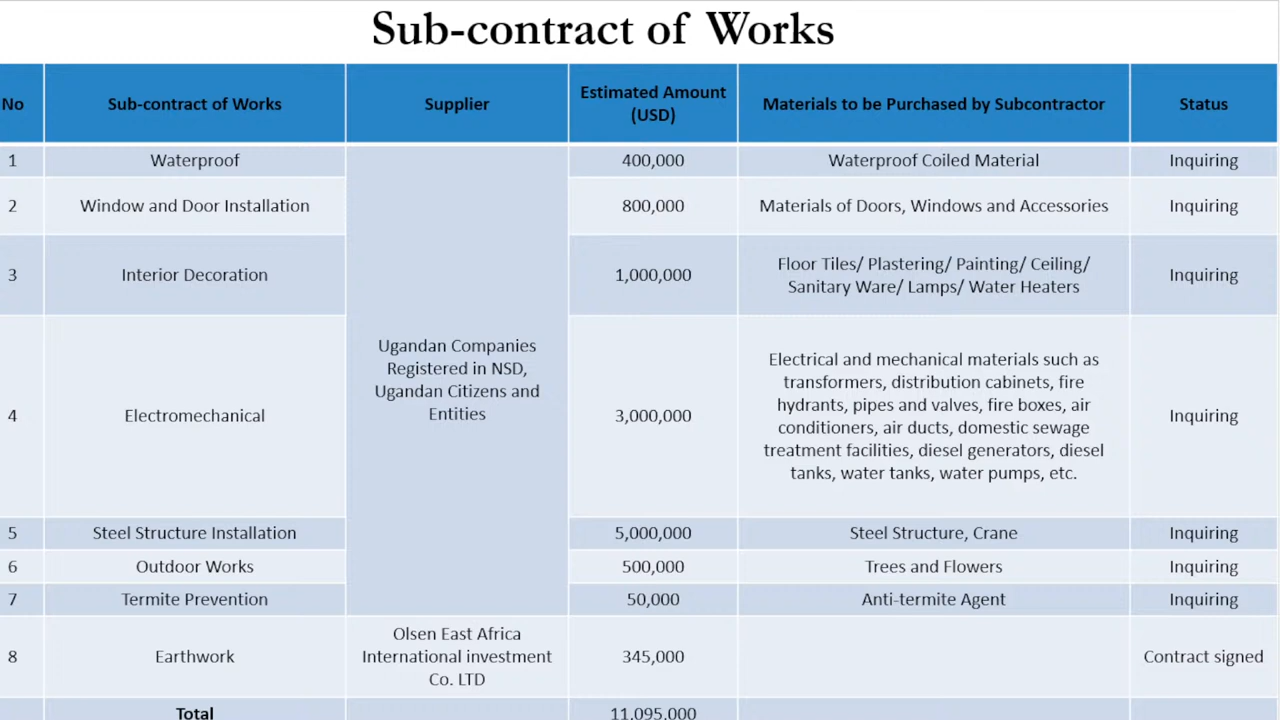 Sub-contract of Works
No
Sub-contract of Works
Supplier
Estimated Amount
(USD)
Materials to be Purchased by Subcontractor
Status
1
Waterproof
400,000
Waterproof Coiled Material
Inquiring
2
Window and Door Installation
800,000
Materials of Doors, Windows and Accessories
Inquiring
3
Interior Decoration
1,000,000
Floor Tiles/ Plastering/ Painting/ Ceiling/
Sanitary Ware/ Lamps/ Water Heaters
Inquiring
Ugandan Companies
Registered in NSD,
Ugandan Citizens and
Entities
4
Electromechanical
3,000,000
Electrical and mechanical materials such as
transformers, distribution cabinets, fire
hydrants, pipes and valves, fire boxes, air
conditioners, air ducts, domestic sewage
treatment facilities, diesel generators, diesel
tanks, water tanks, water pumps, etc.
Inquiring
5
Steel Structure Installation
5,000,000
Steel Structure, Crane
Inquiring
6
Outdoor Works
500,000
Trees and Flowers
Inquiring
7
Termite Prevention
50,000
Anti-termite Agent
Inquiring
8
Earthwork
Olsen East Africa
International investment
Co. LTD
345,000
Contract signed
Total
11,095,000